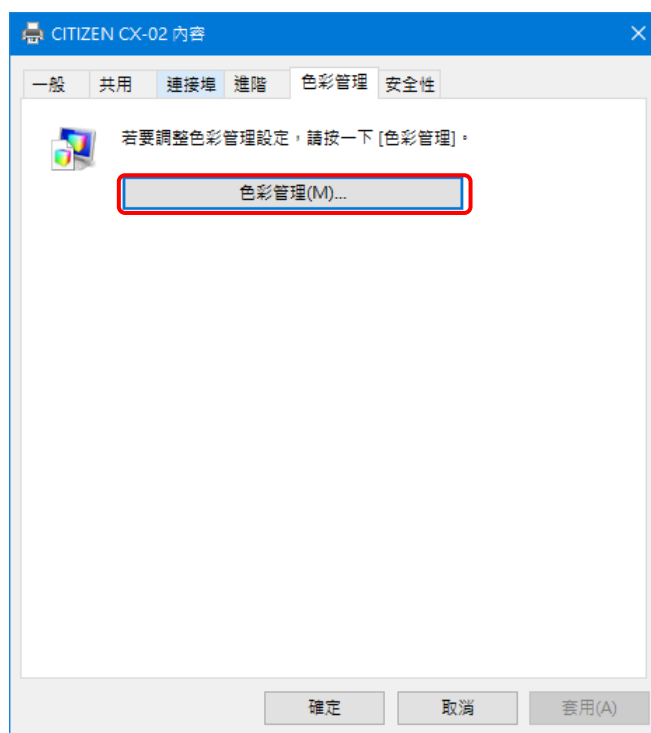 CITIZEN CX-02 內容
一般 共用 連接埠 進階 色彩管理 安全性
若要調整色彩管理設定，請按一下 [色彩管理]。
色彩管理(M)...
確定 取消 套用(A)